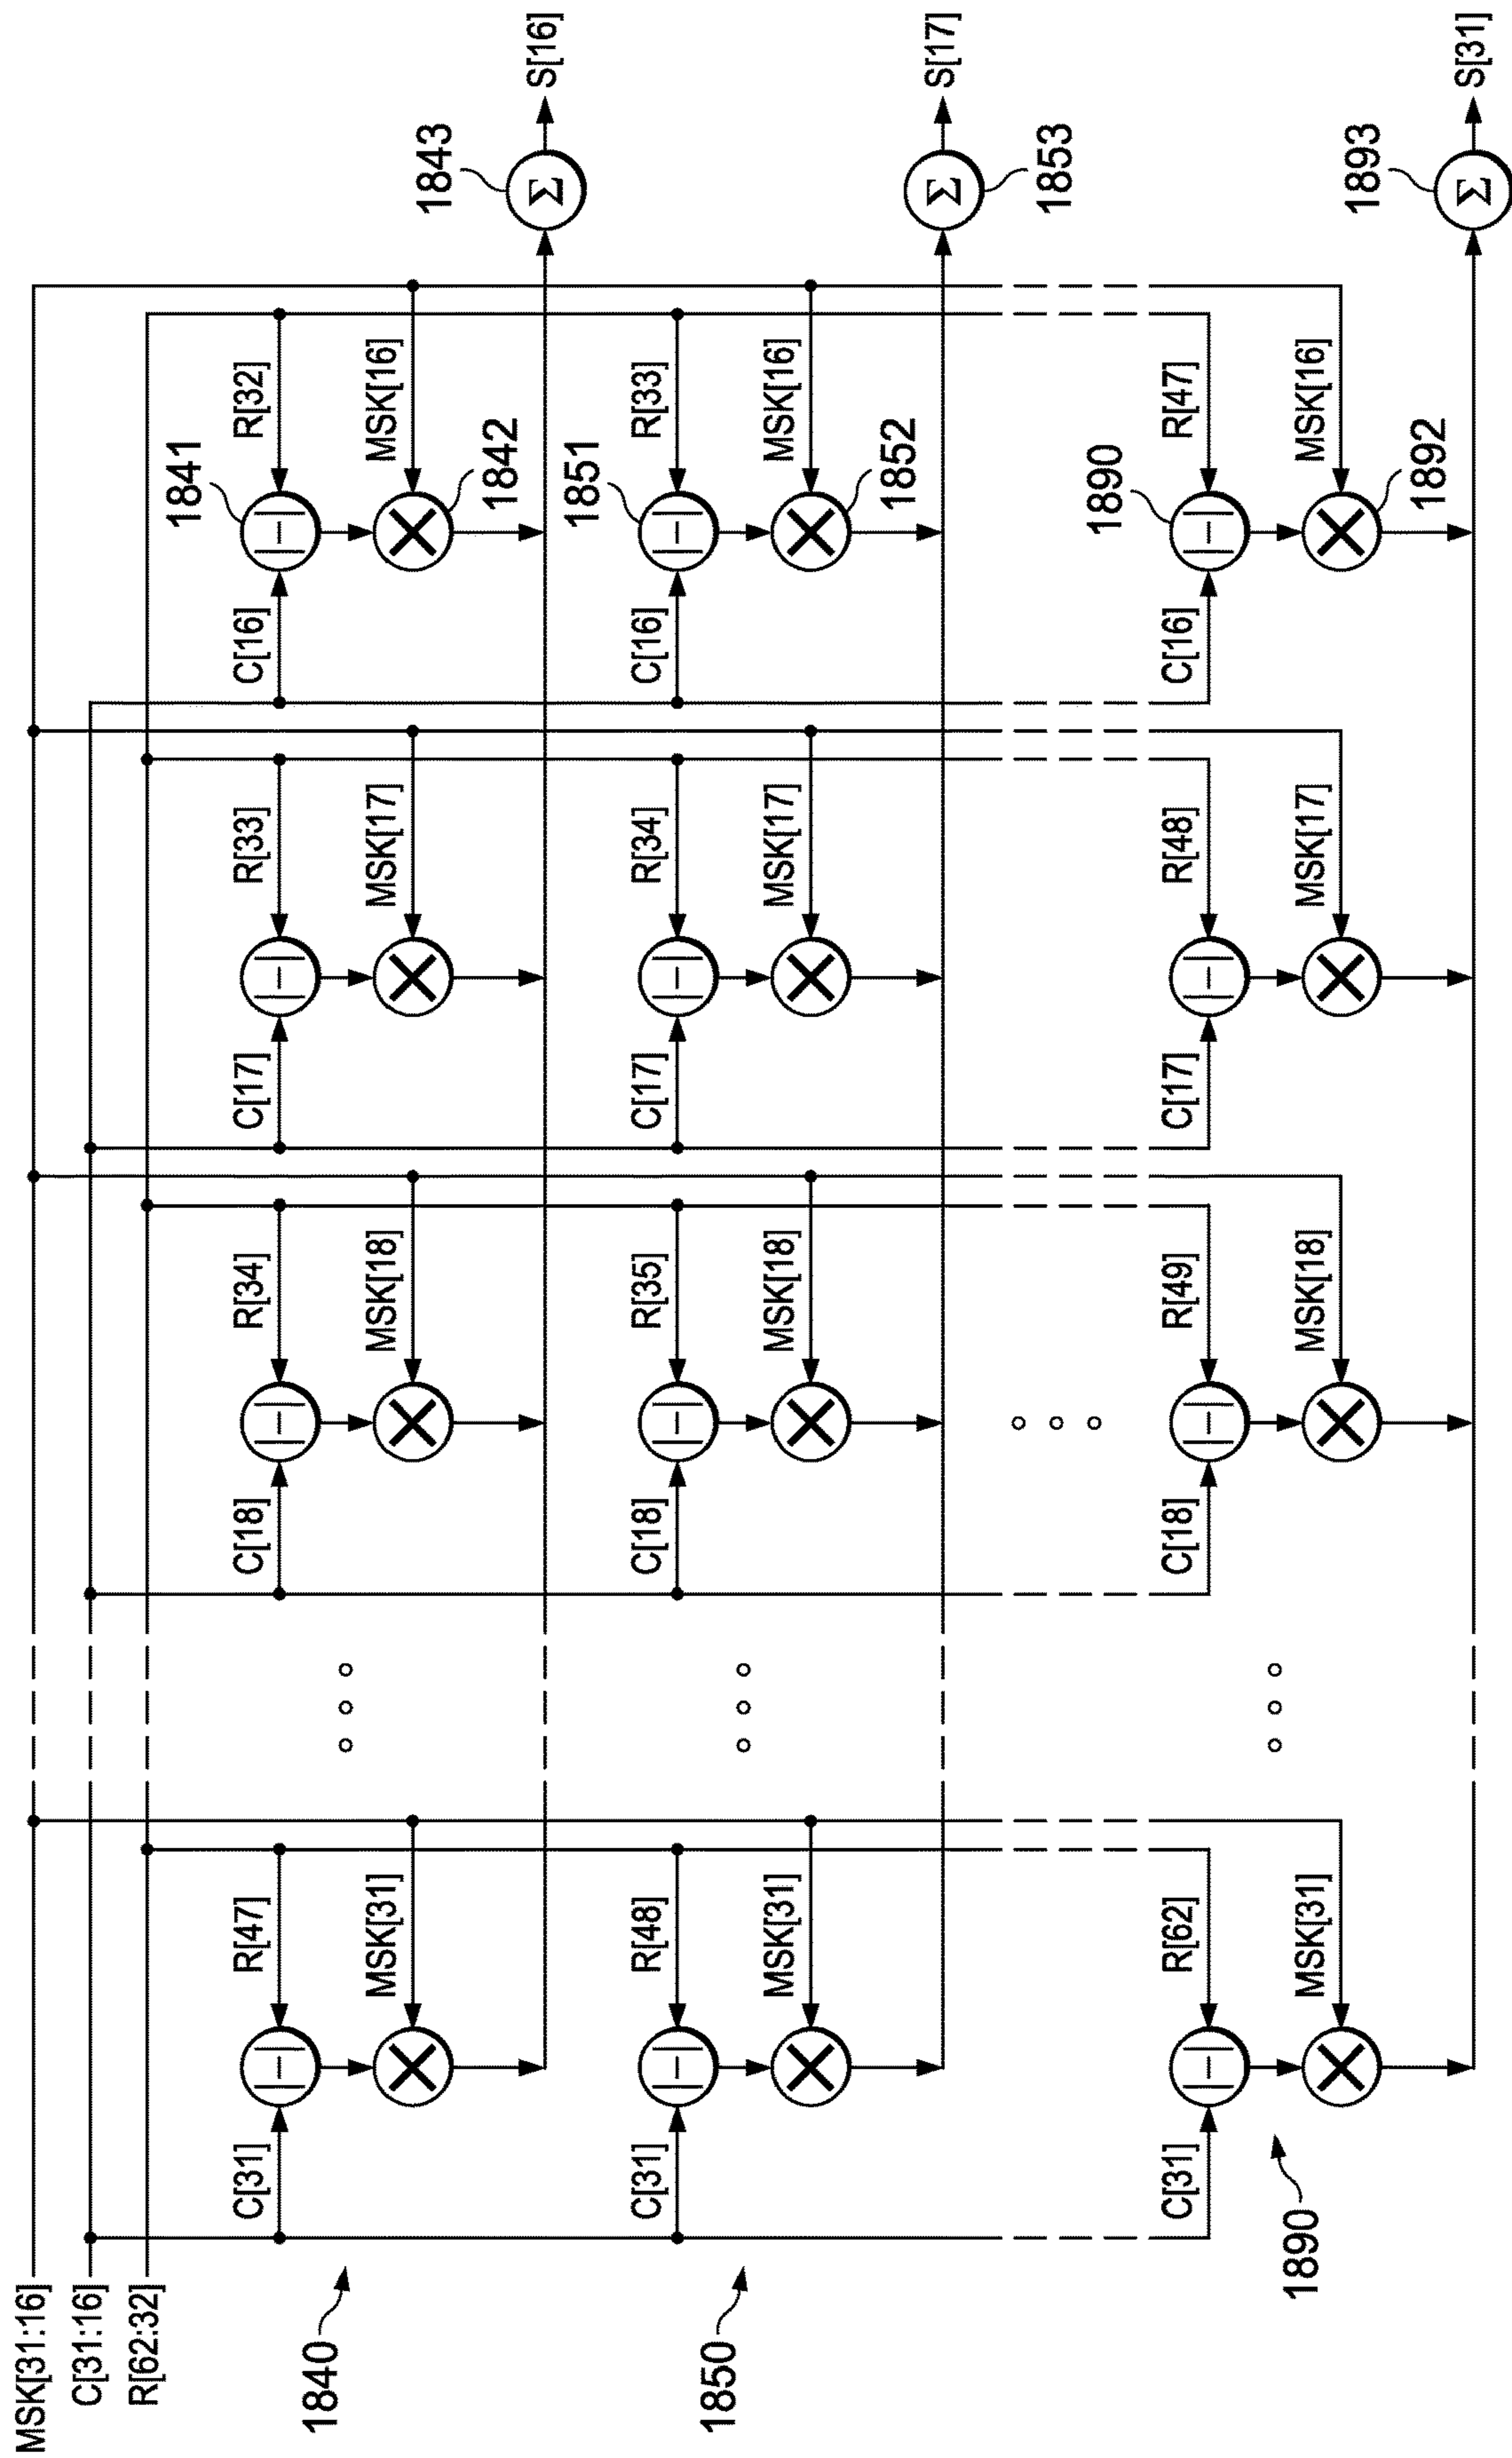 MSK[31:16]
C[31:16]
R[62:32]
1840
C[31]
R[47]
MSK[31]
C[18]
R[34]
MSK[18]
C[17]
R[33]
MSK[17]
C[16]
1841
R[32]
MSK[16]
1842
1843
S[16]
1850
C[31]
R[48]
MSK[31]
C[18]
R[35]
MSK[18]
C[17]
R[34]
MSK[17]
C[16]
1851
R[33]
MSK[16]
1852
Σ
S[17]
1853
1890
C[31]
R[62]
MSK[31]
C[18]
R[49]
MSK[18]
C[17]
R[48]
MSK[17]
C[16]
1890
R[47]
MSK[16]
1892
1893
Σ
S[31]
Σ